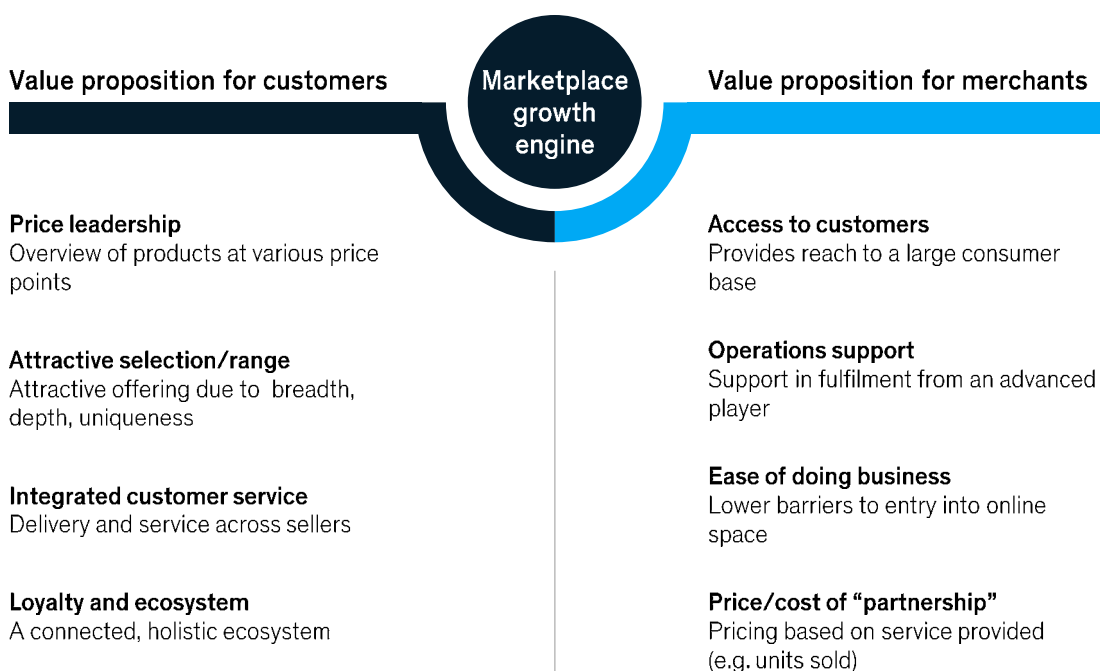 Value proposition for customers
Marketplace
growth
engine
Value proposition for merchants
Price leadership
Overview of products at various price
points
Attractive selection/range
Attractive offering due to breadth,
depth, uniqueness
Integrated customer service
Delivery and service across sellers
Loyalty and ecosystem
A connected, holistic ecosystem
Access to customers
Provides reach to a large consumer
base
Operations support
Support in fulfilment from an advanced
player
Ease of doing business
Lower barriers to entry into online
space
Price/cost of “partnership”
Pricing based on service provided
(e.g. units sold)